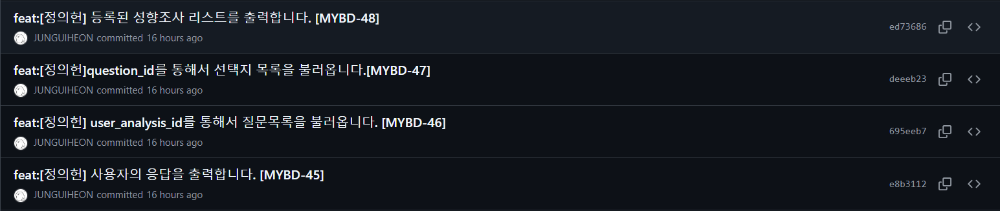 feat:[정의헌] 등록된 성향조사 리스트를 출력합니다. [MYBD-48]
JUNGUIHEON committed 16 hours ago
ed73686
feat:[정의헌]question_id를 통해서 선택지 목록을 불러옵니다.[MYBD-47]
JUNGUIHEON committed 16 hours ago
deeeb23
feat:[정의헌] user_analysis_id를 통해서 질문목록을 불러옵니다. [MYBD-46]
JUNGUIHEON committed 16 hours ago
695eeb7
feat:[정의헌] 사용자의 응답을 출력합니다. [MYBD-45]
JUNGUIHEON committed 16 hours ago
e8b3112